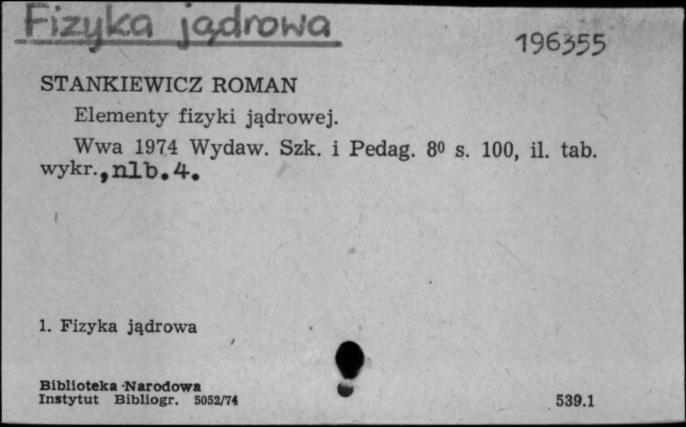 Fizyka jądrowa
196355
STANKIEWICZ ROMAN
Elementy fizyki jądrowej.
Wwa 1974 Wydaw. Szk. i Pedag. 8⁰ s. 100, il. tab.
wykr., nlb. 4.
1. Fizyka jądrowa
Biblioteka Narodowa
Instytut Bibliogr. 5052/74
539.1